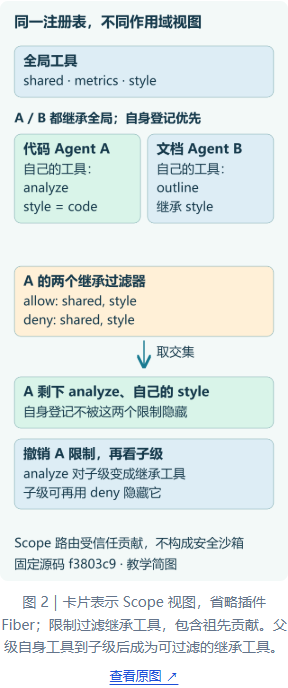 同一注册表，不同作用域视图
全局工具
shared · metrics · style
A / B 都继承全局；自身登记优先
代码 Agent A
自己的工具：
analyze
style = code
文档 Agent B
自己的工具：
outline
继承 style
A 的两个继承过滤器
allow: shared, style
deny: shared, style
取交集
A 剩下 analyze、自己的 style
自身登记不被这两个限制隐藏
撤销 A 限制，再看子级
analyze 对子级变成继承工具
子级可再用 deny 隐藏它
Scope 路由受信任贡献，不构成安全沙箱
固定源码 f3803c9 · 教学简图
图 2 | 卡片表示 Scope 视图，省略插件
Fiber；限制过滤继承工具，包含祖先贡献。父
级自身工具到子级后成为可过滤的继承工具。
查看原图 ↗